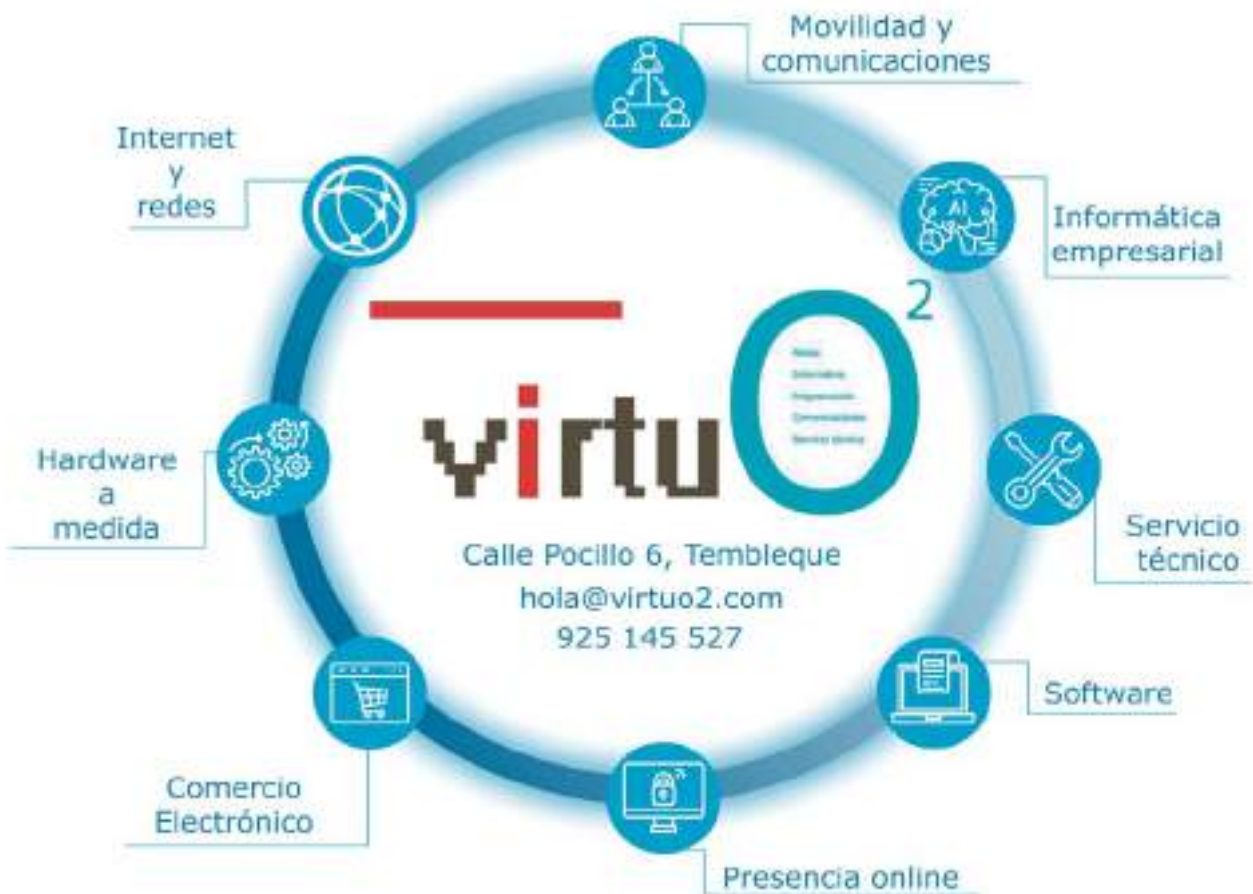 Movilidad y
comunicaciones
Internet
y
redes
AI
Informática
empresarial
2
virtuO
Hardware
a
medida
Servicio
técnico
Calle Pocillo 6, Tembleque
hola@virtuo2.com
925 145 527
Software
Comercio
Electrónico
Presencia online